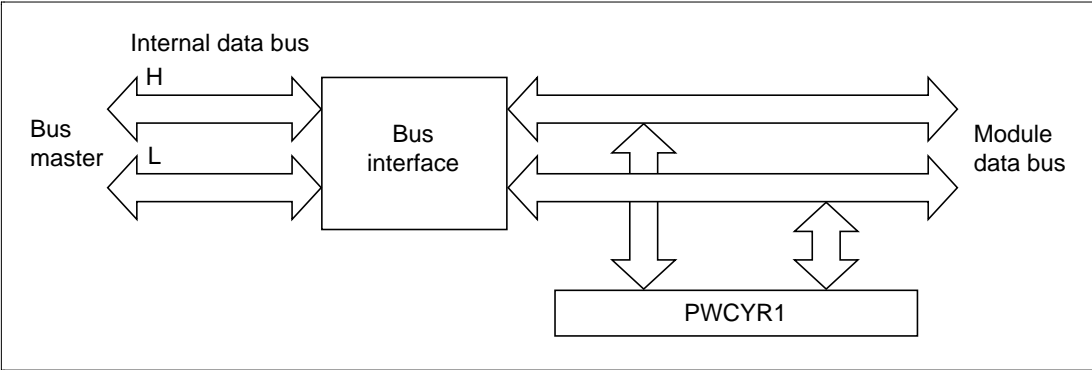 Internal data bus
H
Bus
master
L
Bus
interface
Module
data bus
PWCYR1